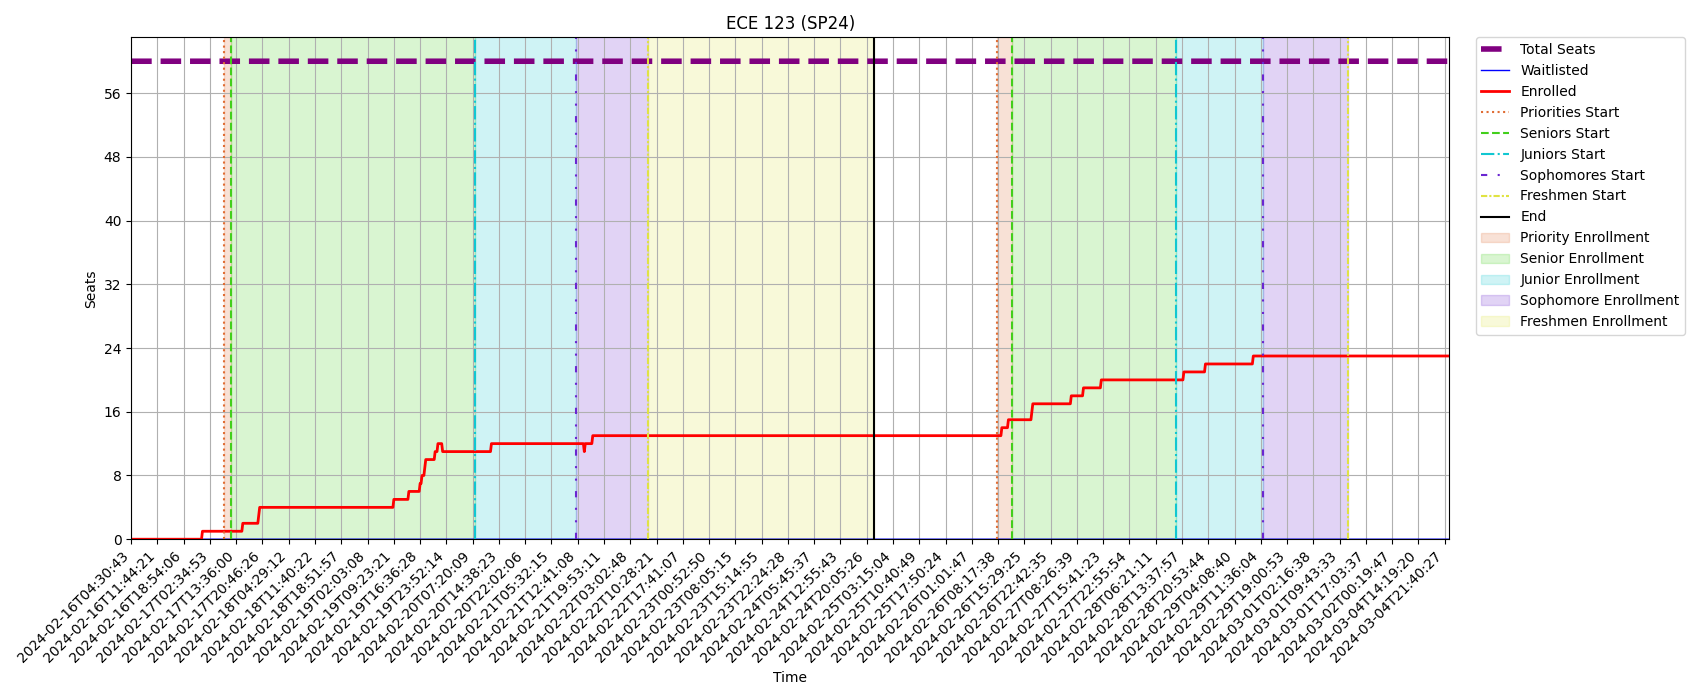 ECE 123 (SP24)
Total Seats
Waitlisted
Enrolled
Priorities Start
Seniors Start
Juniors Start
Sophomores Start
Freshmen Start
End
Priority Enrollment
Senior Enrollment
Junior Enrollment
Sophomore Enrollment
Freshmen Enrollment
Seats
56
48
40
32
24
16
8
0
2024-02-16T04:30:43
2024-02-16T11:44:21
2024-02-16T18:54:06
2024-02-17T02:34:53
2024-02-17T13:36:00
2024-02-17T20:46:26
2024-02-18T04:29:12
2024-02-18T11:40:22
2024-02-18T18:51:57
2024-02-19T02:03:08
2024-02-19T09:23:21
2024-02-19T16:36:28
2024-02-19T23:52:14
2024-02-20T07:20:09
2024-02-20T14:38:23
2024-02-20T22:02:06
2024-02-21T05:32:15
2024-02-21T12:41:08
2024-02-21T19:53:11
2024-02-22T03:02:48
2024-02-22T10:28:21
2024-02-22T17:41:07
2024-02-23T00:52:50
2024-02-23T08:05:15
2024-02-23T15:14:55
2024-02-23T22:24:28
2024-02-24T05:45:37
2024-02-24T12:55:43
2024-02-24T20:05:26
2024-02-25T03:15:04
2024-02-25T10:40:49
2024-02-25T17:50:24
2024-02-26T01:01:47
2024-02-26T08:17:38
2024-02-26T15:29:25
2024-02-26T22:42:35
2024-02-27T08:26:39
2024-02-27T15:41:23
2024-02-27T22:55:54
2024-02-28T06:21:11
2024-02-28T13:37:57
2024-02-28T20:53:44
2024-02-29T04:08:40
2024-02-29T11:36:04
2024-02-29T19:00:53
2024-03-01T02:16:38
2024-03-01T09:43:33
2024-03-01T17:03:37
2024-03-02T00:19:47
2024-03-04T14:19:20
2024-03-04T21:40:27
Time